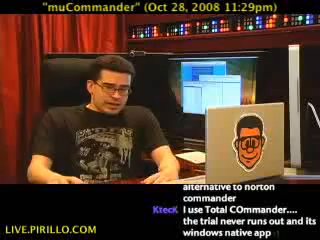 "muCommander" (Oct 28, 2008 11:29pm)
alternative to norton
commander
KtecK I use Total COmmander....
the trial never runs out and its
windows native app
LIVE.PIRILLO.COM